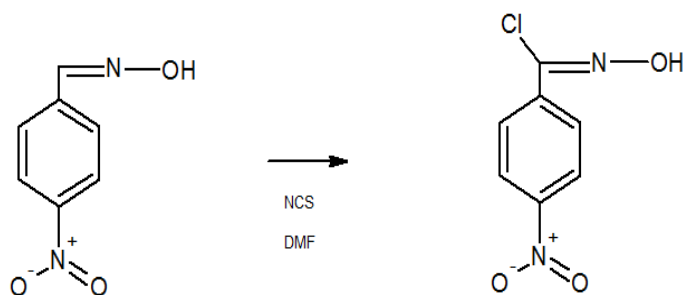 Cl
N OH
N OH
NCS
DMF
N+
O- O
N+
O- O